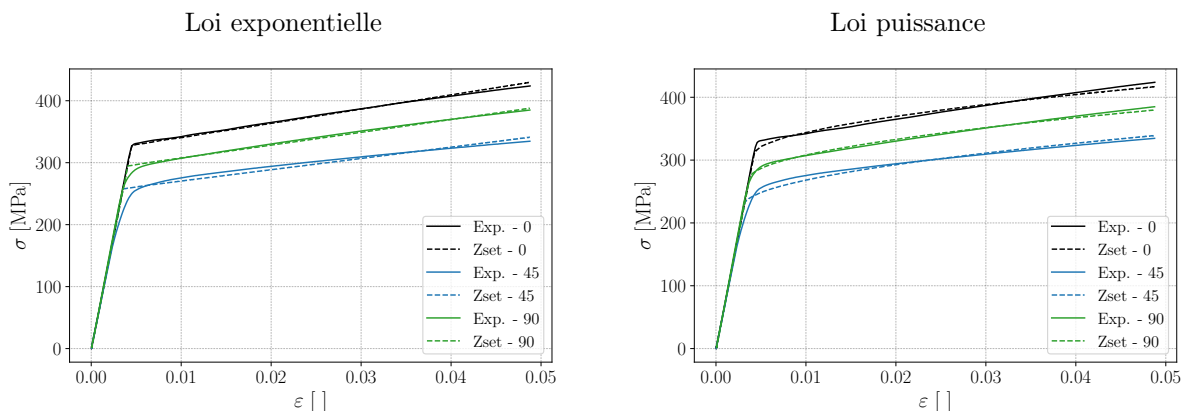 Loi exponentielle
400
300
200
100
0
σ [MPa]
0.00 0.01 0.02 0.03 0.04 0.05
ε [ ]
Exp. - 0
Zset - 0
Exp. - 45
Zset - 45
Exp. - 90
Zset - 90
Loi puissance
400
300
200
100
0
σ [MPa]
0.00 0.01 0.02 0.03 0.04 0.05
ε [ ]
Exp. - 0
Zset - 0
Exp. - 45
Zset - 45
Exp. - 90
Zset - 90